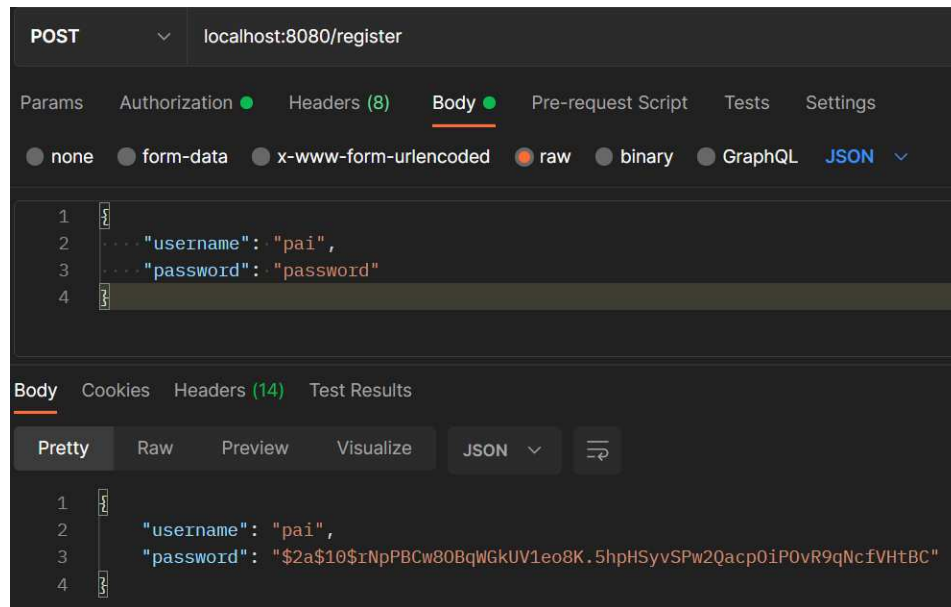 POST localhost:8080/register
Params Authorization Headers (8) Body Pre-request Script Tests Settings
none form-data x-www-form-urlencoded raw binary GraphQL JSON
1 {
2 "username": "pai",
3 "password": "password"
4 }
Body Cookies Headers (14) Test Results
Pretty Raw Preview Visualize JSON
1 {
2 "username": "pai",
3 "password": "$2a$10$rNpPBCw8OBqWGkUV1eo8K.5hpHSyvSPw2QacpOiPOvR9qNcfVHtBC"
4 }